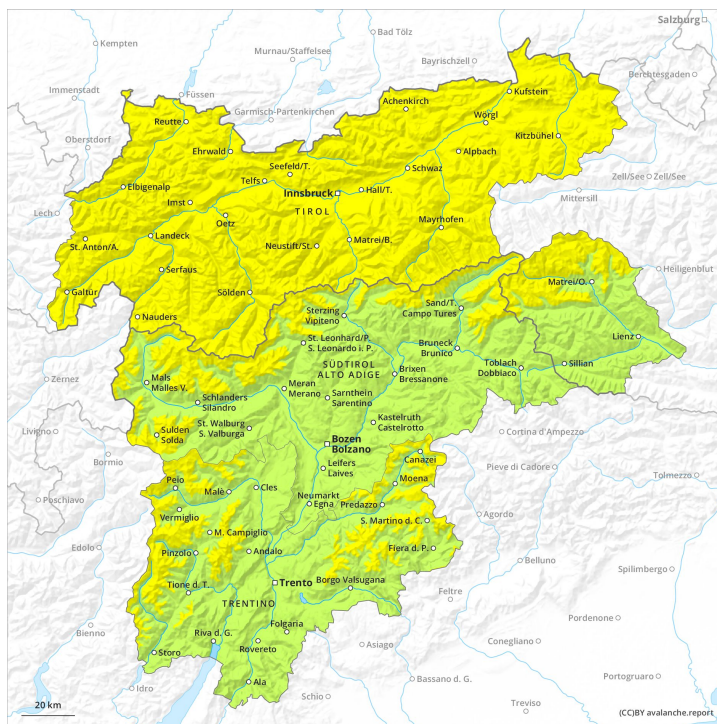 Salzburg
Kempten
Bad Tölz
Murnau/Staffelsee
Bayrischzell
Berchtesgaden
Immenstadt
Füssen
Garmisch-Partenkirchen
Achenkirch
Kufstein
Reutte
Wörgl
Kitzbühel
Oberstdorf
Ehrwald
Alpbach
Seefeld/T.
Schwaz
Zell/See
Zell/See
Telfs
Elbigenalp
Innsbruck
Hall/T.
Mittersill
Imst
TIROL
Lech
Oetz
Mayrhofen
Landeck
St. Anton/A.
Neustift/St.
Matrei/B.
Serfaus
Heiligenblut
Galtür
Sölden
Matrei/O.
Nauders
Sand/T.
Campo Tures
Sterzing
Vipiteno
Lienz
St. Leonhard/P.
S. Leonardo i. P.
Bruneck
Brunico
Toblach
Dobbiaco
Sillian
SÜDTIROL
ALTO ADIGE
Brixen
Bressanone
Zernez
Mals
Malles V.
Meran
Merano
Schlanders
Silandro
Sarnthein
Sarentino
Kastelruth
Castelrotto
St. Walburg
S. Valburga
Livigno
Sulden
Solda
Bozen
Bolzano
Cortina d'Ampezzo
Bormio
Canazei
Leifers
Laives
Pieve di Cadore
Tolmezzo
Peio
Moena
Poschiavo
Malè
Cles
Neumarkt
Egna
Predazzo
Vermiglio
Agordo
S. Martino d. C.
M. Campiglio
Edolo
Pinzolo
Andalo
Fiera d. P.
Belluno
Spilimbergo
Trento
Borgo Valsugana
Tione d. T.
Feltre
TRENTINO
Pordenone
Folgaria
Bienno
Riva d. G.
Conegliano
Rovereto
Asiago
Storo
Bassano d. G.
Portogruaro
Ala
Idro
Schio
Treviso
20 km
(CC)BY avalanche.report